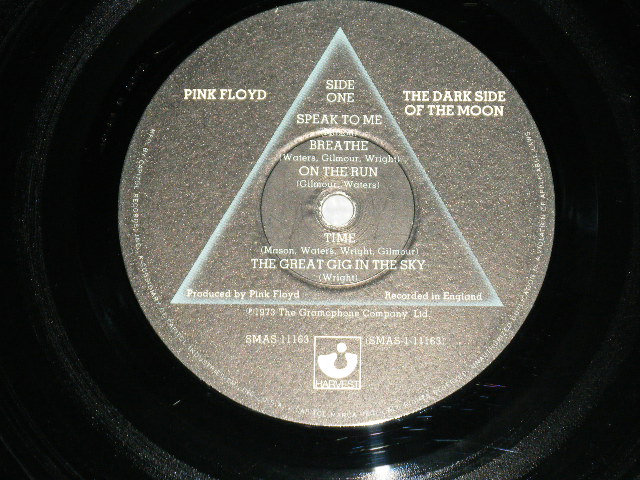 PINK FLOYD
SIDE
ONE
THE DARK SIDE
OF THE MOON
SPEAK TO ME
(Mason)
BREATHE
(Waters, Gilmour, Wright)
ON THE RUN
(Gilmour, Waters)
TIME
(Mason, Waters, Wright, Gilmour)
THE GREAT GIG IN THE SKY
(Wright)
Produced by Pink Floyd
Recorded in England
℗1973 The Gramophone Company Ltd.
SMAS-11163
(SMAS-1-11163)
HARVEST